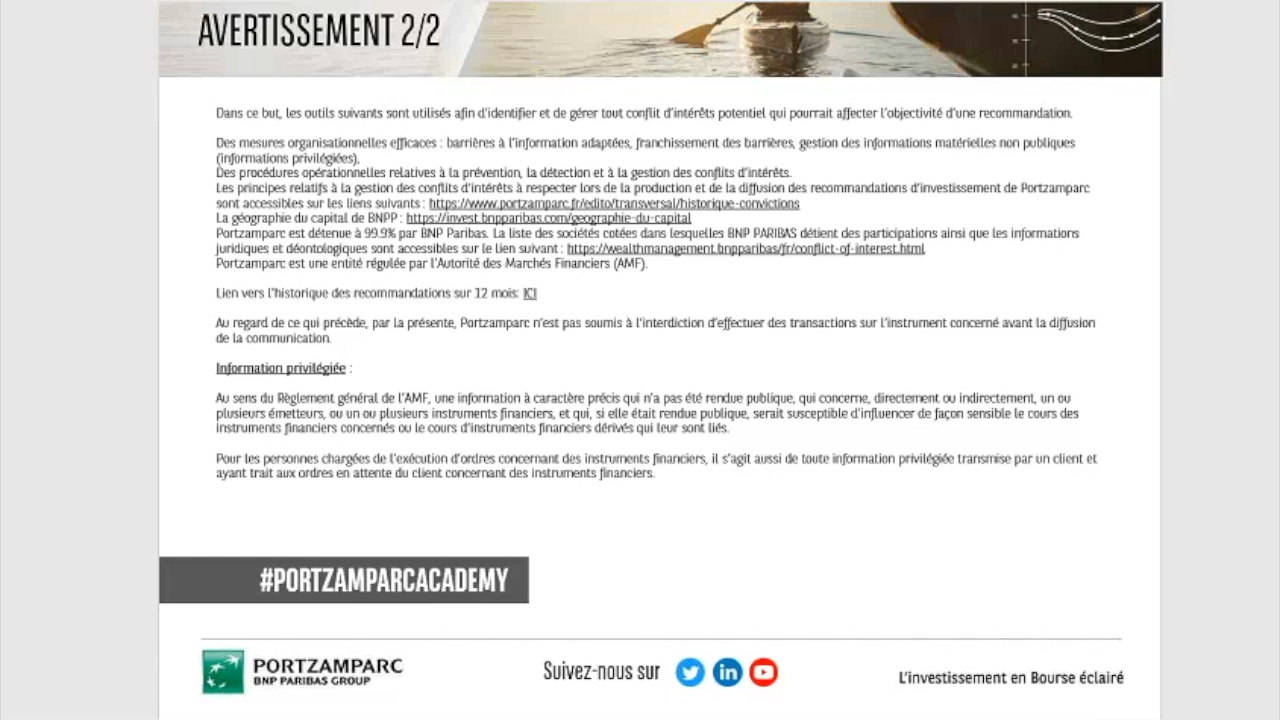 AVERTISSEMENT 2/2
Dans ce but, les outils suivants sont utilisés afin d'identifier et de gérer tout conflit d'intérêts potentiel qui pourrait affecter l'objectivité d'une recommandation.
Des mesures organisationnelles efficaces : barrières à l'information adaptées, franchissement des barrières, gestion des informations matérielles non publiques
(informations privilégiées),
Des procédures opérationnelles relatives à la prévention, la détection et à la gestion des conflits d'intérêts.
Les principes relatifs à la gestion des conflits d'intérêts à respecter lors de la production et de la diffusion des recommandations d'investissement de Portzamparc
sont accessibles sur les liens suivants : https://www.portzamparc.fr/edito/transversal/historique-convictions
La géographie du capital de BNPP : https://invest.bnpparibas.com/geographie-du-capital
Portzamparc est détenue à 99.9% par BNP Paribas. La liste des sociétés cotées dans lesquelles BNP PARIBAS détient des participations ainsi que les informations
juridiques et déontologiques sont accessibles sur le lien suivant : https://wealthmanagement.bnpparibas/fr/conflict-of-interest.html
Portzamparc est une entité régulée par l'Autorité des Marchés Financiers (AMF).
Lien vers l'historique des recommandations sur 12 mois: ICI
Au regard de ce qui précède, par la présente, Portzamparc n'est pas soumis à l'interdiction d'effectuer des transactions sur l'instrument concerné avant la diffusion
de la communication.
Information privilégiée :
Au sens du Règlement général de l'AMF, une information à caractère précis qui n'a pas été rendue publique, qui concerne, directement ou indirectement, un ou
plusieurs émetteurs, ou un ou plusieurs instruments financiers, et qui, si elle était rendue publique, serait susceptible d'influencer de façon sensible le cours des
instruments financiers concernés ou le cours d'instruments financiers dérivés qui leur sont liés.
Pour les personnes chargées de l'exécution d'ordres concernant des instruments financiers, il s'agit aussi de toute information privilégiée transmise par un client et
ayant trait aux ordres en attente du client concernant des instruments financiers.
#PORTZAMPARCACADEMY
PORTZAMPARC
BNP PARIBAS GROUP
Suivez-nous sur
L'investissement en Bourse éclairé